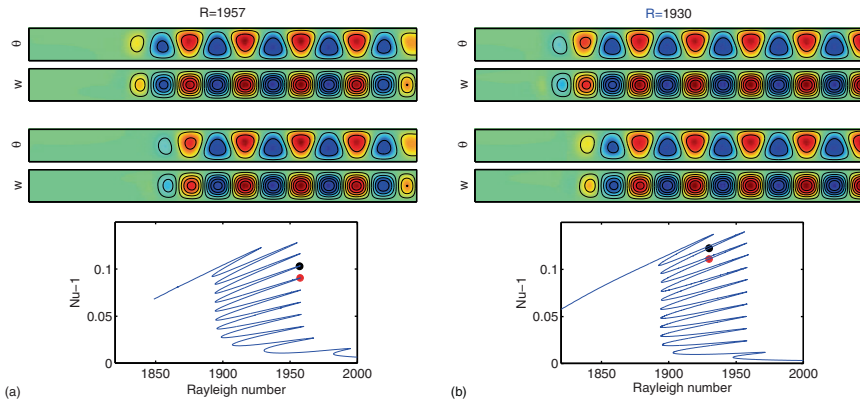 R=1957
θ
w
θ
w
0.1
0.05
0
Nu−1
1850
1900
1950
2000
Rayleigh number
(a)
R=1930
θ
w
θ
w
0.1
0.05
0
Nu−1
1850
1900
1950
2000
Rayleigh number
(b)